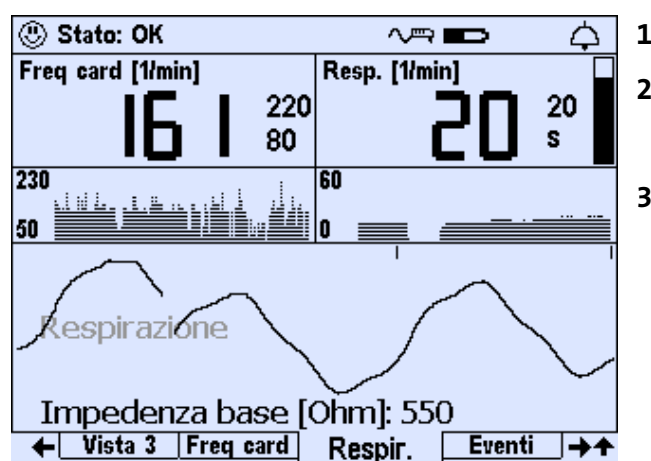 Stato: OK 1
Freq card [1/min] Resp. [1/min] 2
161 220 80 20 20 s
230 60 3
50 0
Respirazione
Impedenza base [Ohm]: 550
Vista 3 Freq card Respir. Eventi